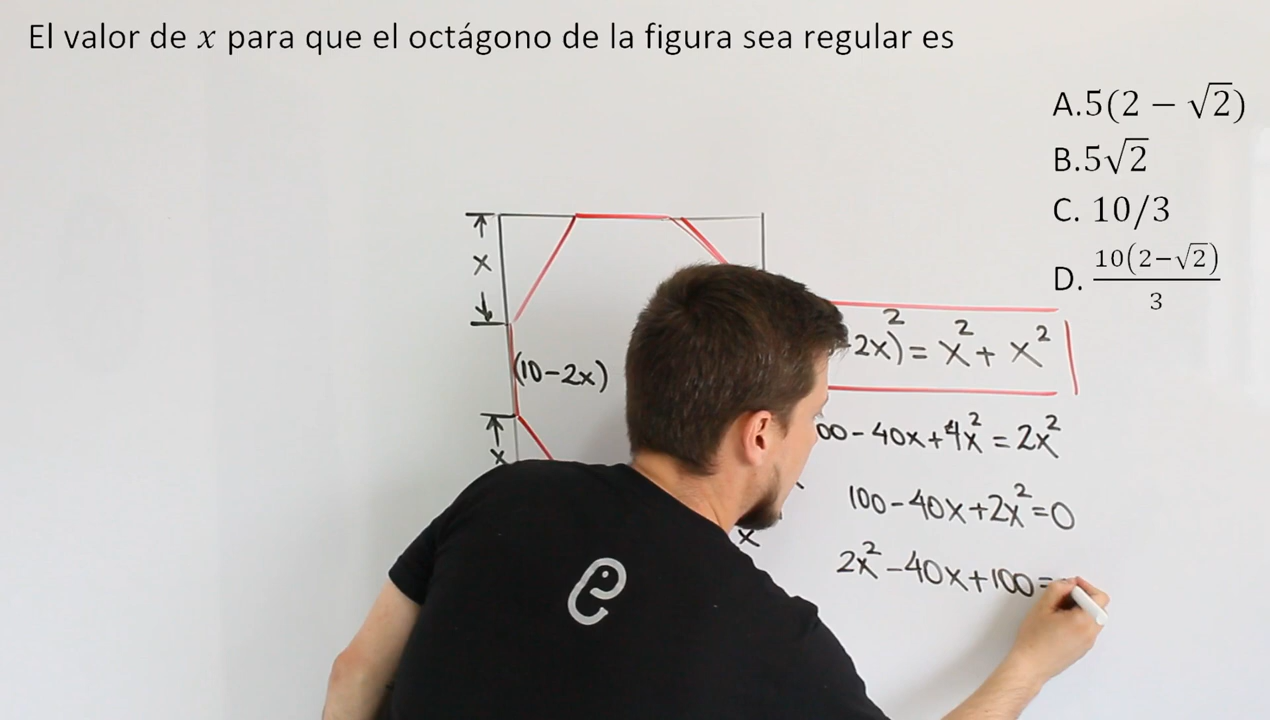 El valor de x para que el octágono de la figura sea regular es
A.5(2 − √2)
B.5√2
C. 10/3
D. 10(2−√2)/3
x
(10-2x)
x
x
-2x)² = x² + x²
00-40x+4x² = 2x²
100-40x+2x²=0
2x²-40x+100=
e